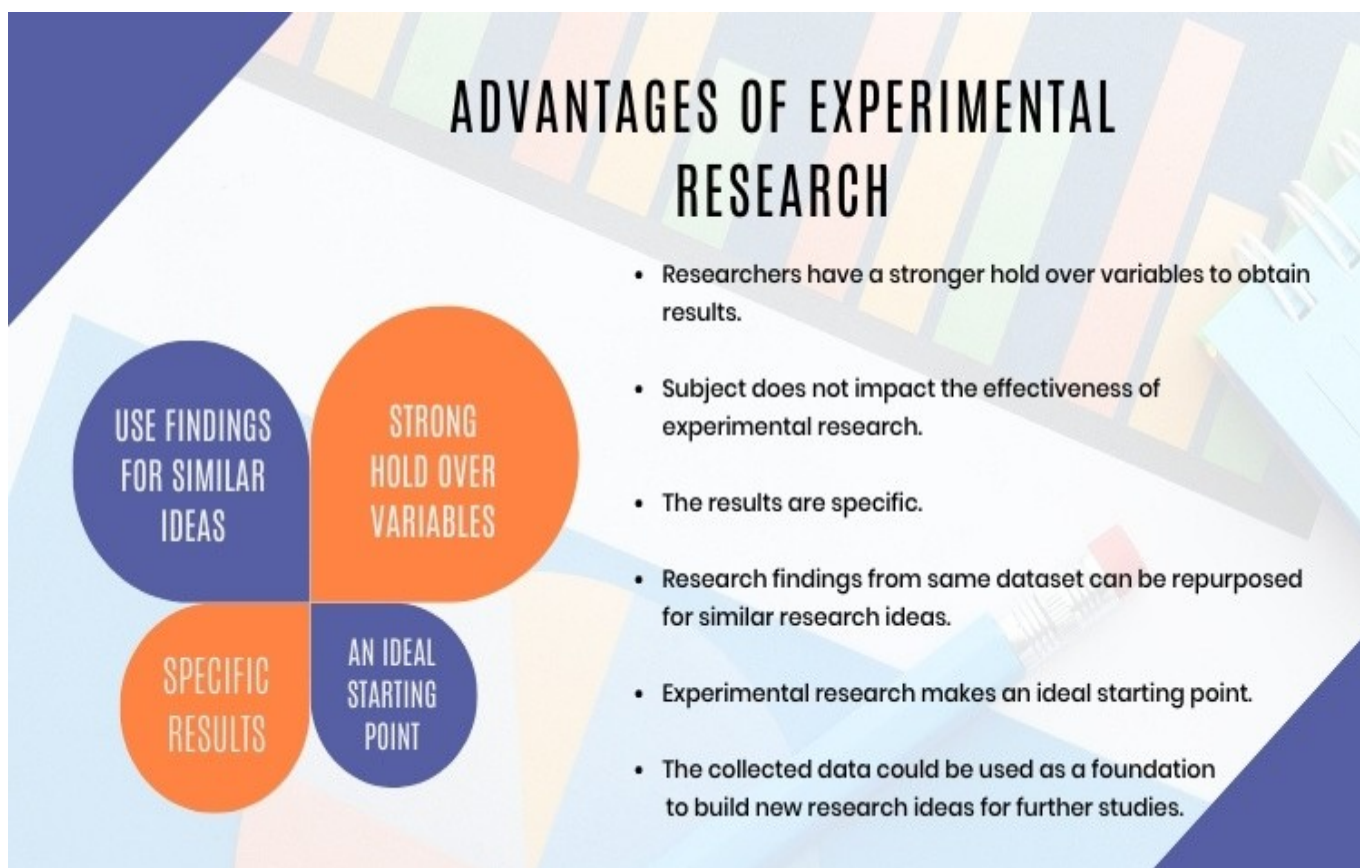 ADVANTAGES OF EXPERIMENTAL
RESEARCH
USE FINDINGS
FOR SIMILAR
IDEAS
STRONG
HOLD OVER
VARIABLES
SPECIFIC
RESULTS
AN IDEAL
STARTING
POINT
• Researchers have a stronger hold over variables to obtain
results.
• Subject does not impact the effectiveness of
experimental research.
• The results are specific.
• Research findings from same dataset can be repurposed
for similar research ideas.
• Experimental research makes an ideal starting point.
• The collected data could be used as a foundation
to build new research ideas for further studies.